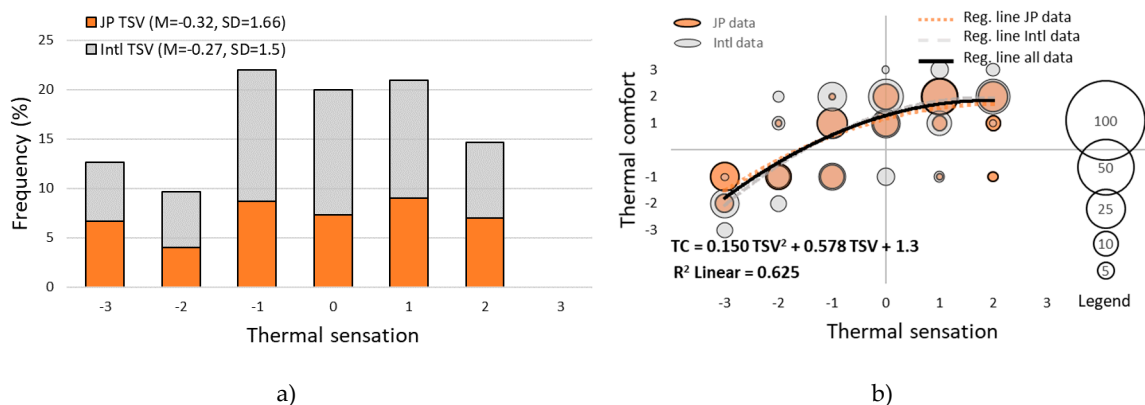 JP TSV (M=-0.32, SD=1.66)
Intl TSV (M=-0.27, SD=1.5)
Frequency (%)
25
20
15
10
5
0
-3 -2 -1 0 1 2 3
Thermal sensation
a)
JP data
Intl data
Reg. line JP data
Reg. line Intl data
Reg. line all data
Thermal comfort
3
2
1
-1
-2
-3
TC = 0.150 TSV² + 0.578 TSV + 1.3
R² Linear = 0.625
-3 -2 -1 0 1 2 3
Thermal sensation
100
50
25
10
5
Legend
b)